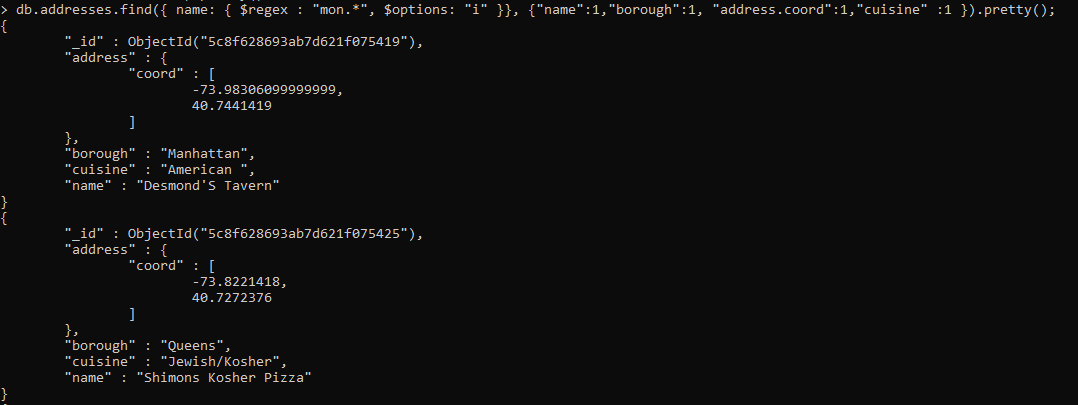 > db.addresses.find({ name: { $regex : "mon.*", $options: "i" }}, {"name":1,"borough":1, "address.coord":1,"cuisine" :1 }).pretty();
{
"_id" : ObjectId("5c8f628693ab7d621f075419"),
"address" : {
"coord" : [
-73.98306099999999,
40.7441419
]
},
"borough" : "Manhattan",
"cuisine" : "American ",
"name" : "Desmond'S Tavern"
}
{
"_id" : ObjectId("5c8f628693ab7d621f075425"),
"address" : {
"coord" : [
-73.8221418,
40.7272376
]
},
"borough" : "Queens",
"cuisine" : "Jewish/Kosher",
"name" : "Shimons Kosher Pizza"
}